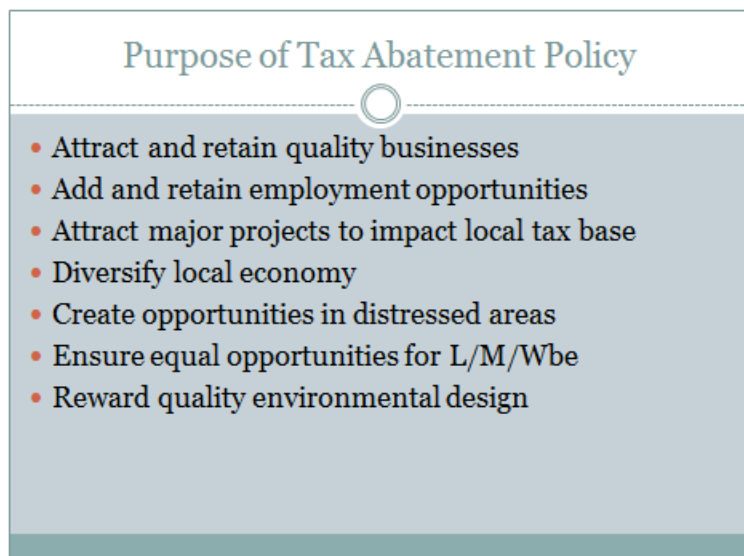 Purpose of Tax Abatement Policy
Attract and retain quality businesses
Add and retain employment opportunities
Attract major projects to impact local tax base
Diversify local economy
Create opportunities in distressed areas
Ensure equal opportunities for L/M/Wbe
Reward quality environmental design